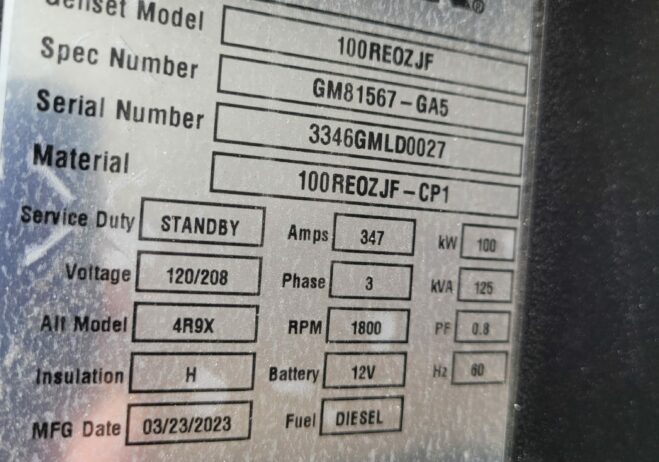 Genset Model 100REOZJF
Spec Number GM81567-GA5
Serial Number 3346GMLD0027
Material 100REOZJF-CP1
Service Duty STANDBY Amps 347 kW 100
Voltage 120/208 Phase 3 kVA 125
Alt Model 4R9X RPM 1800 PF 0.8
Insulation H Battery 12V Hz 60
MFG Date 03/23/2023 Fuel DIESEL